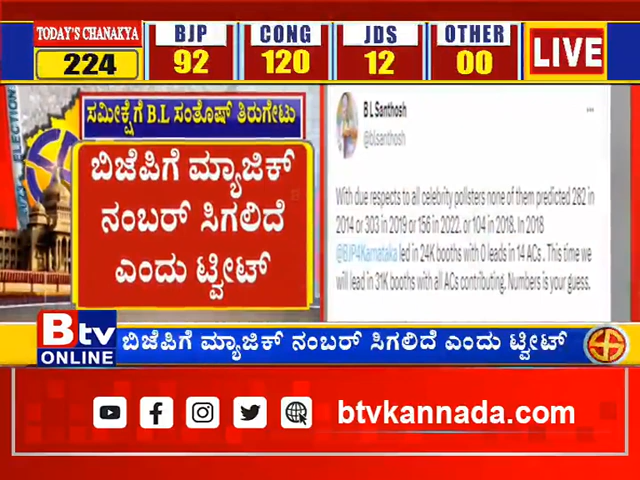 TODAY'S CHANAKYA
224
BJP
92
CONG
120
JDS
12
OTHER
00
LIVE
ELECTION
ಸಮೀಕ್ಷೆಗೆ B.L ಸಂತೋಷ್ ತಿರುಗೇಟು
ಬಿಜೆಪಿಗೆ ಮ್ಯಾಜಿಕ್
ನಂಬರ್ ಸಿಗಲಿದೆ
ಎಂದು ಟ್ವೀಟ್
B L Santhosh
@blsanthosh
With due respects to all celebrity pollsters none of them predicted 282 in
2014 or 303 in 2019 or 156 in 2022. or 104 in 2018. In 2018
@BJP4Karnataka led in 24K booths with 0 leads in 14 ACs . This time we
will lead in 31K booths with all ACs contributing. Numbers is your guess.
Btv
ONLINE
ಬಿಜೆಪಿಗೆ ಮ್ಯಾಜಿಕ್ ನಂಬರ್ ಸಿಗಲಿದೆ ಎಂದು ಟ್ವೀಟ್
btvkannada.com